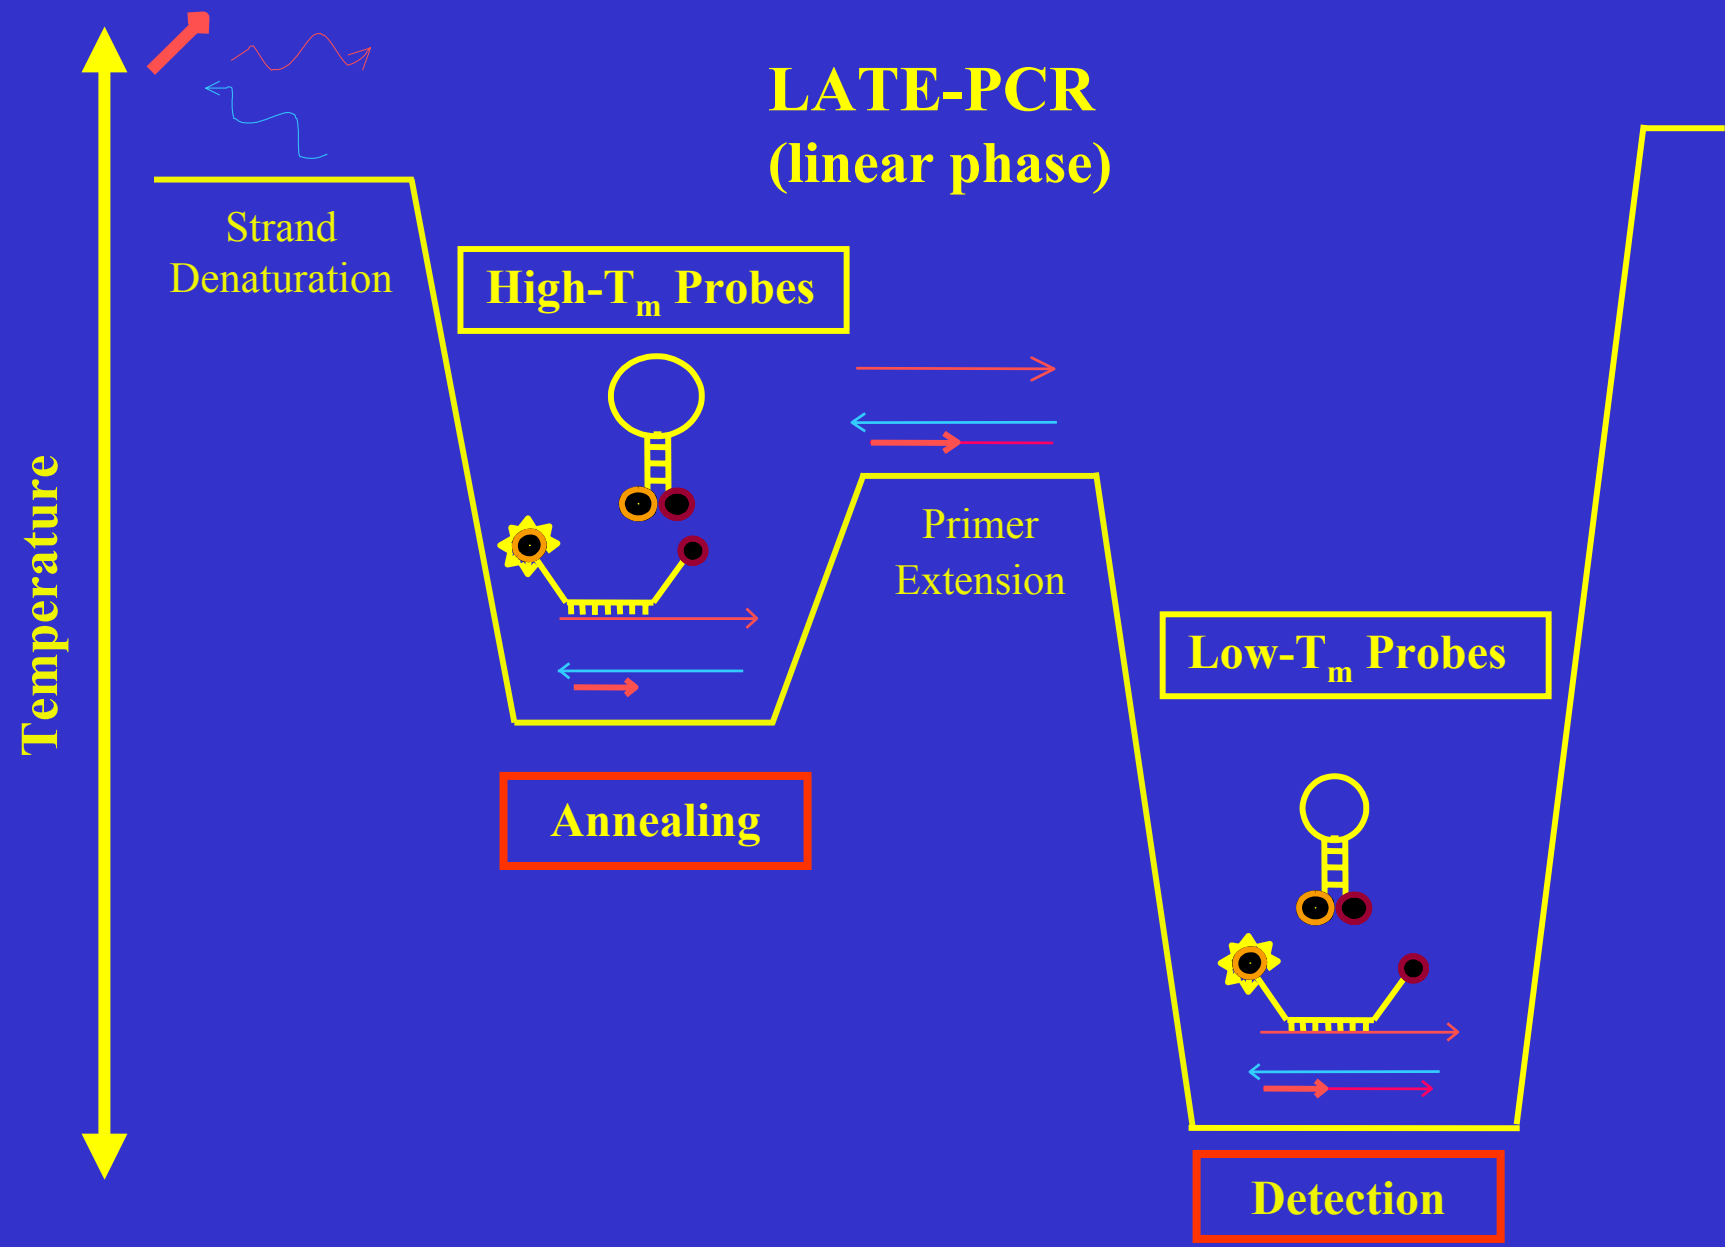 LATE-PCR
(linear phase)
Strand
Denaturation
High-Tm Probes
Temperature
Primer
Extension
Low-Tm Probes
Annealing
Detection